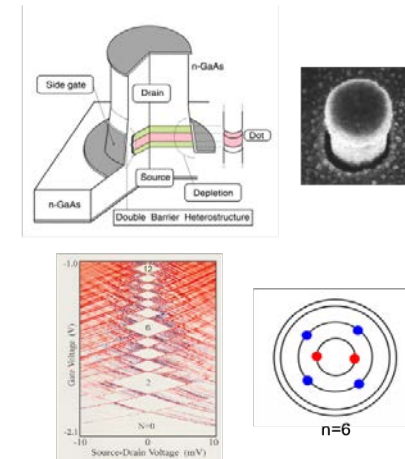 n-GaAs
Side gate
Drain
Dot
Source
Depletion
n-GaAs
Double Barrier Heterostructure
-1.0
12
6
2
N=0
Gate Voltage (V)
-2.1
-10
0
10
Source-Drain Voltage (mV)
n=6